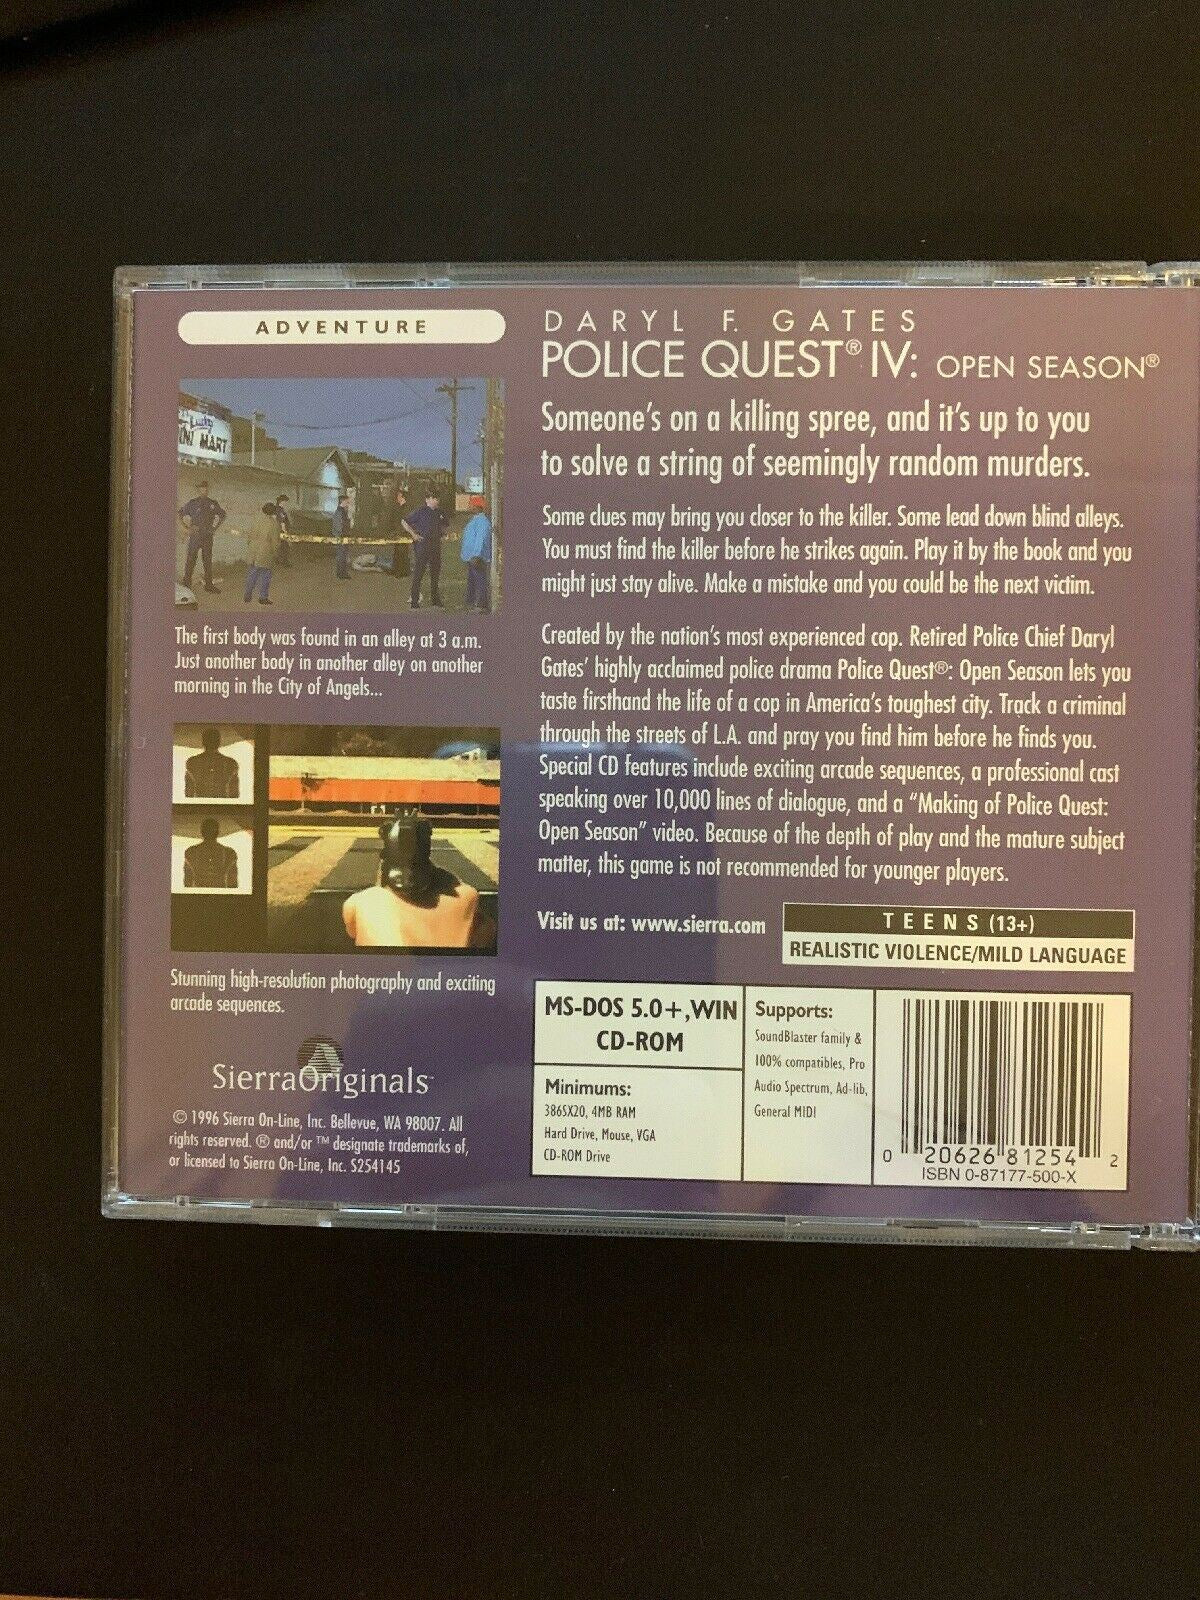 ADVENTURE
Lucky
MINI MART
The first body was found in an alley at 3 a.m.
Just another body in another alley on another
morning in the City of Angels...
Stunning high-resolution photography and exciting
arcade sequences.
SierraOriginals™
© 1996 Sierra On-Line, Inc. Bellevue, WA 98007. All
rights reserved. ® and/or ™ designate trademarks of,
or licensed to Sierra On-Line, Inc. S254145
DARYL F. GATES
POLICE QUEST® IV: OPEN SEASON®
Someone's on a killing spree, and it's up to you
to solve a string of seemingly random murders.
Some clues may bring you closer to the killer. Some lead down blind alleys.
You must find the killer before he strikes again. Play it by the book and you
might just stay alive. Make a mistake and you could be the next victim.
Created by the nation's most experienced cop. Retired Police Chief Daryl
Gates' highly acclaimed police drama Police Quest®: Open Season lets you
taste firsthand the life of a cop in America's toughest city. Track a criminal
through the streets of L.A. and pray you find him before he finds you.
Special CD features include exciting arcade sequences, a professional cast
speaking over 10,000 lines of dialogue, and a "Making of Police Quest:
Open Season" video. Because of the depth of play and the mature subject
matter, this game is not recommended for younger players.
Visit us at: www.sierra.com
TEENS (13+)
REALISTIC VIOLENCE/MILD LANGUAGE
MS-DOS 5.0+,WIN
CD-ROM
Minimums:
386SX20, 4MB RAM
Hard Drive, Mouse, VGA
CD-ROM Drive
Supports:
SoundBlaster family &
100% compatibles, Pro
Audio Spectrum, Ad-lib,
General MIDI
0 20626 81254 2
ISBN 0-87177-500-X